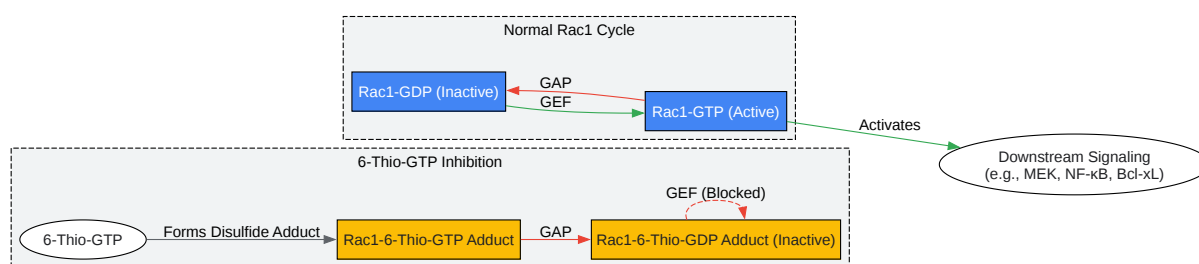 Normal Rac1 Cycle
Rac1-GDP (Inactive)
GAP
GEF
Rac1-GTP (Active)
Activates
Downstream Signaling
(e.g., MEK, NF-κB, Bcl-xL)
6-Thio-GTP Inhibition
6-Thio-GTP
Forms Disulfide Adduct
Rac1-6-Thio-GTP Adduct
GAP
GEF (Blocked)
Rac1-6-Thio-GDP Adduct (Inactive)